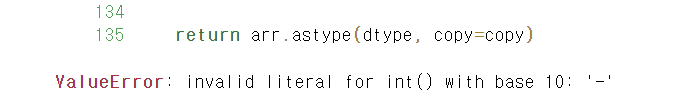 134
135 return arr.astype(dtype, copy=copy)
ValueError: invalid literal for int() with base 10: '-'